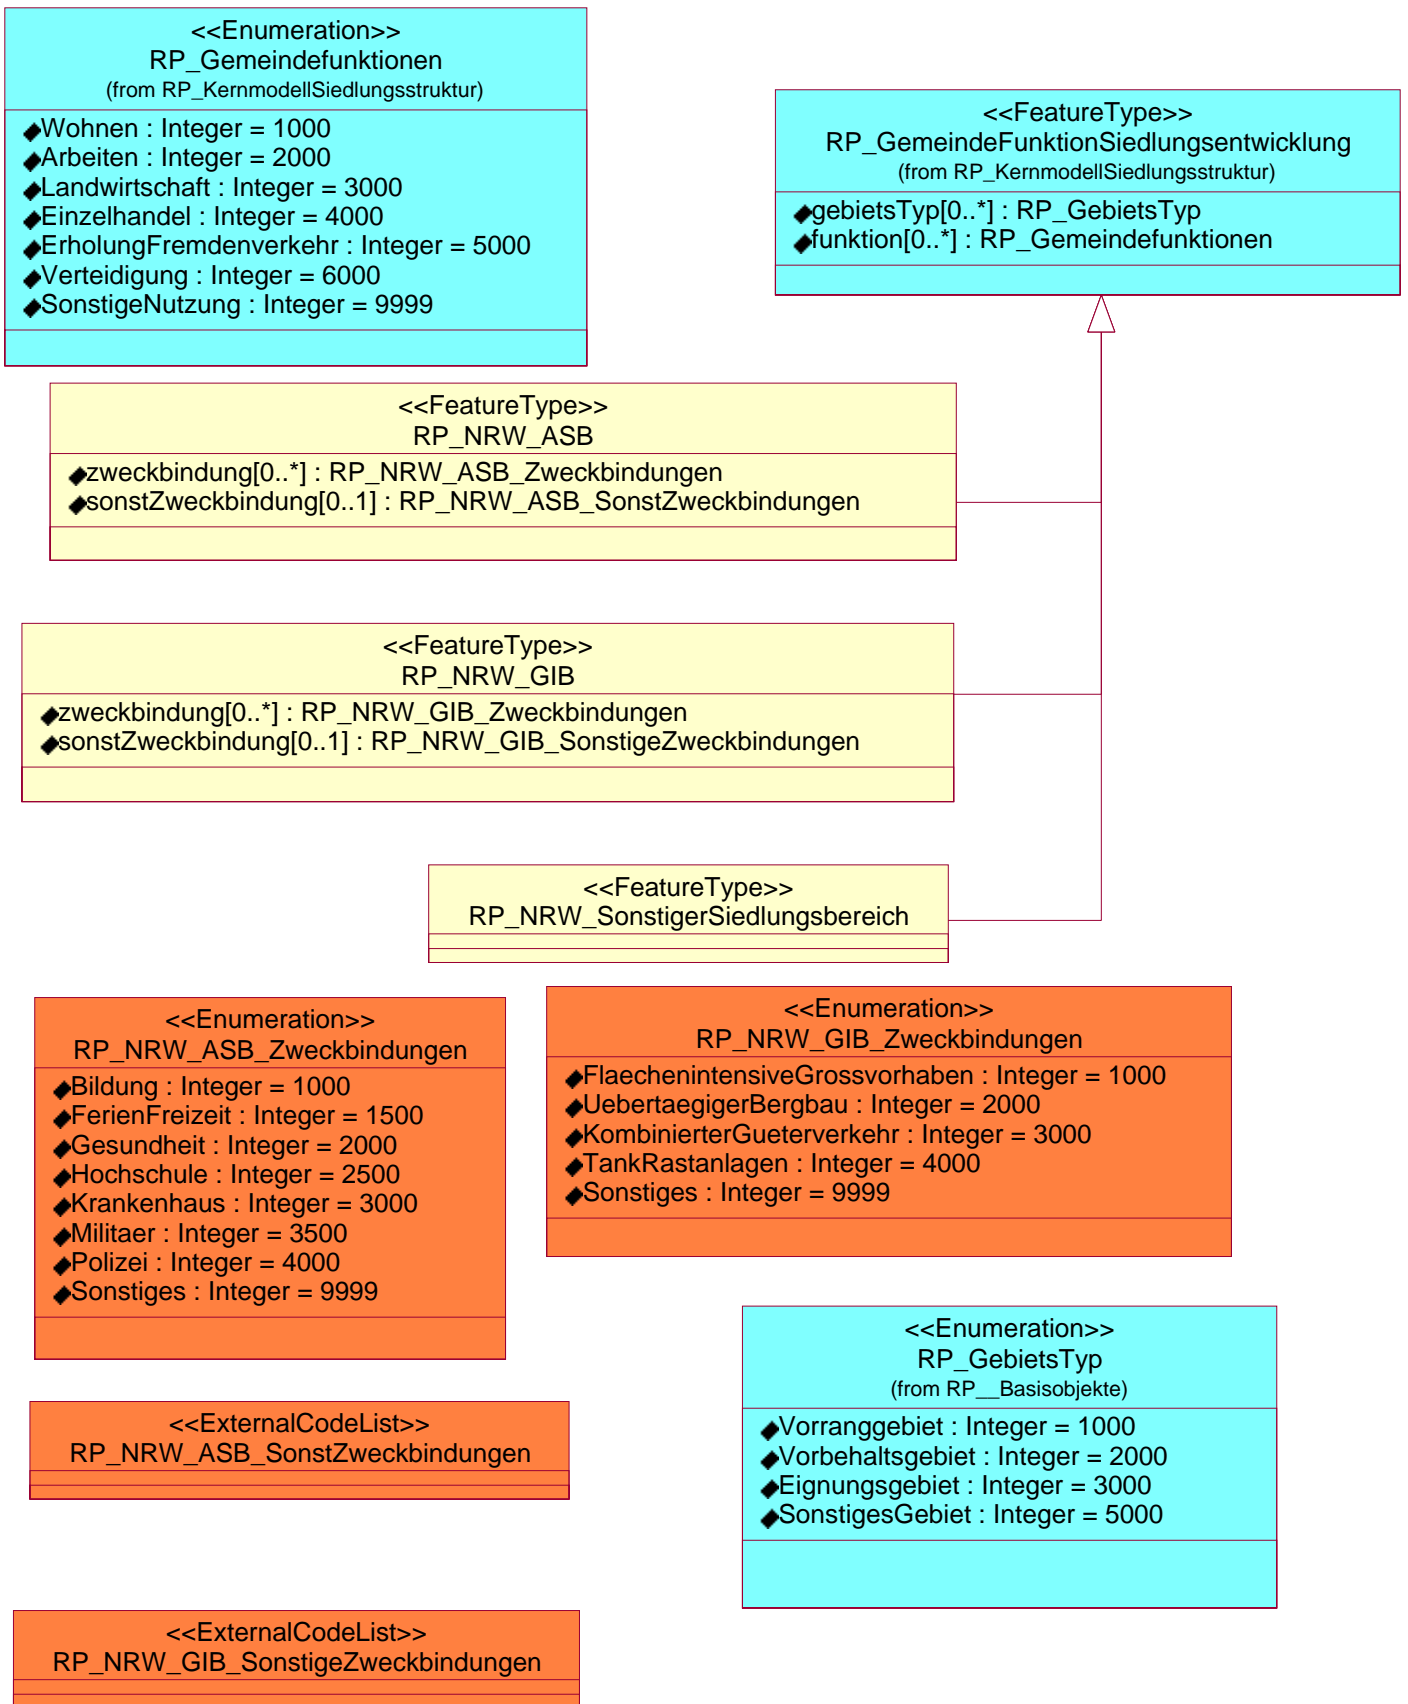 <<Enumeration>>
RP_Gemeindefunktionen
(from RP_KernmodellSiedlungsstruktur)
Wohnen : Integer = 1000
Arbeiten : Integer = 2000
Landwirtschaft : Integer = 3000
Einzelhandel : Integer = 4000
ErholungFremdenverkehr : Integer = 5000
Verteidigung : Integer = 6000
SonstigeNutzung : Integer = 9999
<<FeatureType>>
RP_GemeindeFunktionSiedlungsentwicklung
(from RP_KernmodellSiedlungsstruktur)
gebietsTyp[0..*] : RP_GebietsTyp
funktion[0..*] : RP_Gemeindefunktionen
<<FeatureType>>
RP_NRW_ASB
zweckbindung[0..*] : RP_NRW_ASB_Zweckbindungen
sonstZweckbindung[0..1] : RP_NRW_ASB_SonstZweckbindungen
<<FeatureType>>
RP_NRW_GIB
zweckbindung[0..*] : RP_NRW_GIB_Zweckbindungen
sonstZweckbindung[0..1] : RP_NRW_GIB_SonstigeZweckbindungen
<<FeatureType>>
RP_NRW_SonstigerSiedlungsbereich
<<Enumeration>>
RP_NRW_ASB_Zweckbindungen
Bildung : Integer = 1000
FerienFreizeit : Integer = 1500
Gesundheit : Integer = 2000
Hochschule : Integer = 2500
Krankenhaus : Integer = 3000
Militaer : Integer = 3500
Polizei : Integer = 4000
Sonstiges : Integer = 9999
<<Enumeration>>
RP_NRW_GIB_Zweckbindungen
FlaechenintensiveGrossvorhaben : Integer = 1000
UebertaegigerBergbau : Integer = 2000
KombinierterGueterverkehr : Integer = 3000
TankRastanlagen : Integer = 4000
Sonstiges : Integer = 9999
<<Enumeration>>
RP_GebietsTyp
(from RP__Basisobjekte)
Vorranggebiet : Integer = 1000
Vorbehaltsgebiet : Integer = 2000
Eignungsgebiet : Integer = 3000
SonstigesGebiet : Integer = 5000
<<ExternalCodeList>>
RP_NRW_ASB_SonstZweckbindungen
<<ExternalCodeList>>
RP_NRW_GIB_SonstigeZweckbindungen